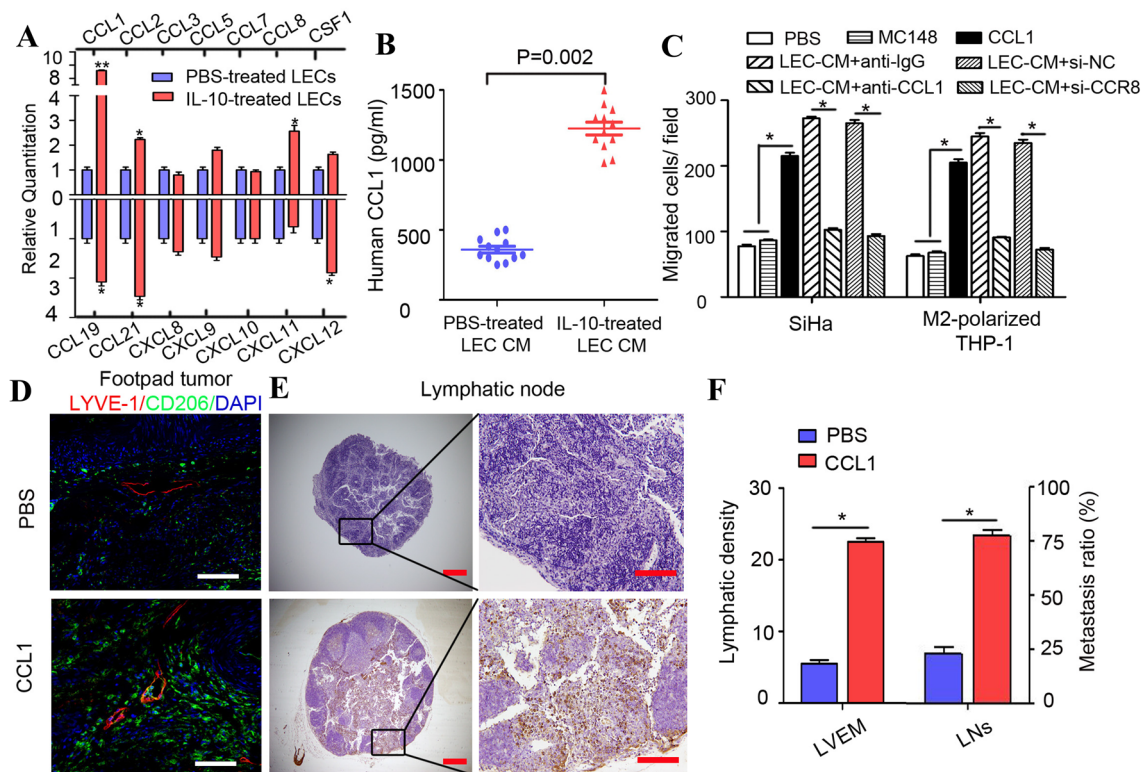 A
CCL1
CCL2
CCL3
CCL5
CCL7
CCL8
CSF1
10
8
6
4
2
1
0
1
2
3
4
**
*
*
*
*
*
PBS-treated LECs
IL-10-treated LECs
Relative Quantitation
CCL19
CCL21
CXCL8
CXCL9
CXCL10
CXCL11
CXCL12
B
P=0.002
1500
1000
500
0
Human CCL1 (pg/ml)
PBS-treated
LEC CM
IL-10-treated
LEC CM
C
PBS
MC148
CCL1
LEC-CM+anti-IgG
LEC-CM+si-NC
LEC-CM+anti-CCL1
LEC-CM+si-CCR8
300
200
100
0
Migrated cells/ field
*
*
*
*
*
*
SiHa
M2-polarized
THP-1
D
Footpad tumor
LYVE-1/CD206/DAPI
PBS
CCL1
E
Lymphatic node
F
PBS
CCL1
30
20
10
0
Lymphatic density
*
*
100
75
50
25
0
Metastasis ratio (%)
LVEM
LNs